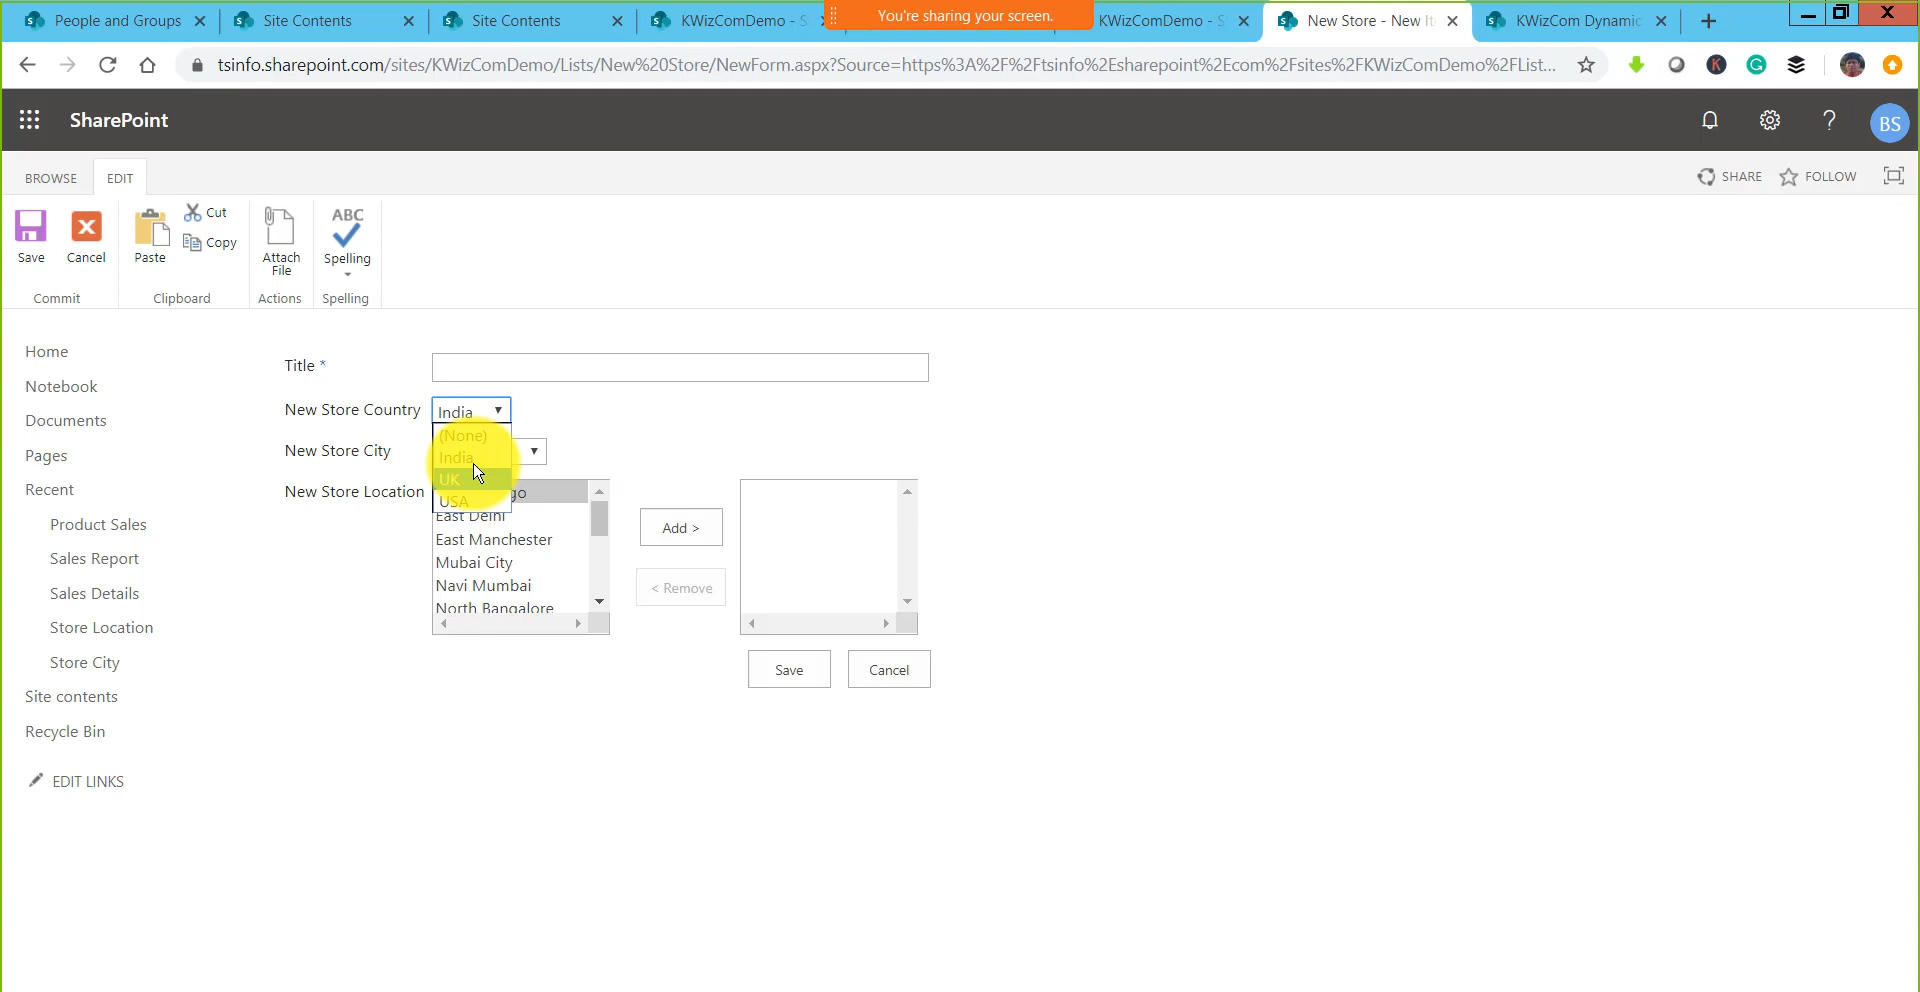 People and Groups
Site Contents
Site Contents
KWizComDemo - S
You're sharing your screen.
KWizComDemo - S
New Store - New It
KWizCom Dynamic
tsinfo.sharepoint.com/sites/KWizComDemo/Lists/New%20Store/NewForm.aspx?Source=https%3A%2F%2Ftsinfo%2Esharepoint%2Ecom%2Fsites%2FKWizComDemo%2FList...
SharePoint
BS
BROWSE
EDIT
SHARE
FOLLOW
Save
Cancel
Paste
Cut
Copy
Attach
File
ABC
Spelling
Commit
Clipboard
Actions
Spelling
Home
Notebook
Documents
Pages
Recent
Product Sales
Sales Report
Sales Details
Store Location
Store City
Site contents
Recycle Bin
EDIT LINKS
Title *
New Store Country
India
(None)
India
UK
USA
New Store City
New Store Location
go
East Delhi
East Manchester
Mubai City
Navi Mumbai
North Bangalore
Add >
< Remove
Save
Cancel